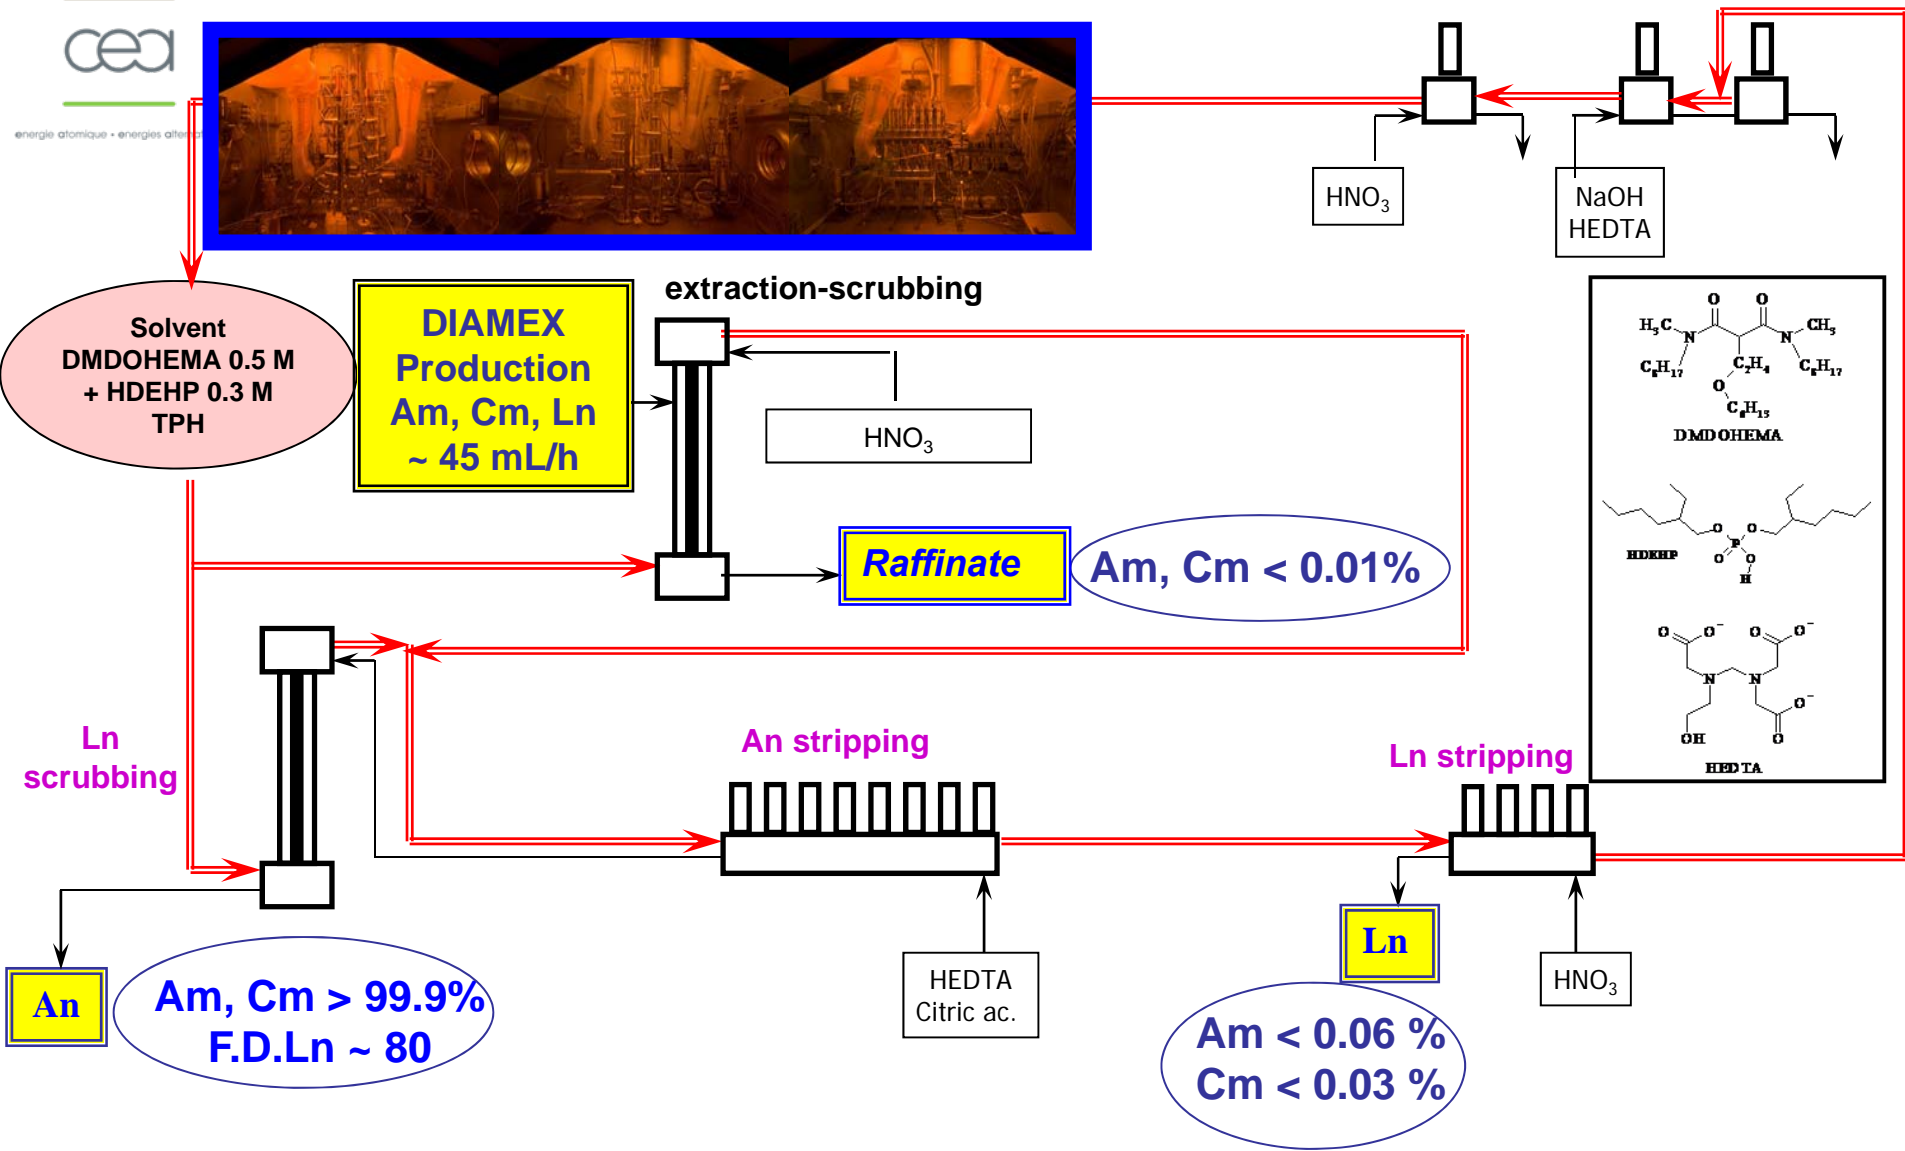 cea
energie atomique • energies
HNO3
NaOH
HEDTA
extraction-scrubbing
Solvent
DMDOHEMA 0.5 M
+ HDEHP 0.3 M
TPH
DIAMEX
Production
Am, Cm, Ln
~ 45 mL/h
HNO3
Raffinate
Am, Cm < 0.01%
O O
H3C N N CH3
C8H17 C2H4 C8H17
O
DMDOHEMA
O O
HDEHP P
O O
H
O O- O O-
N N
O-
OH O
HEDTA
Ln
scrubbing
An stripping
Ln stripping
An
Am, Cm > 99.9%
F.D.Ln ~ 80
HEDTA
Citric ac.
Ln
HNO3
Am < 0.06 %
Cm < 0.03 %